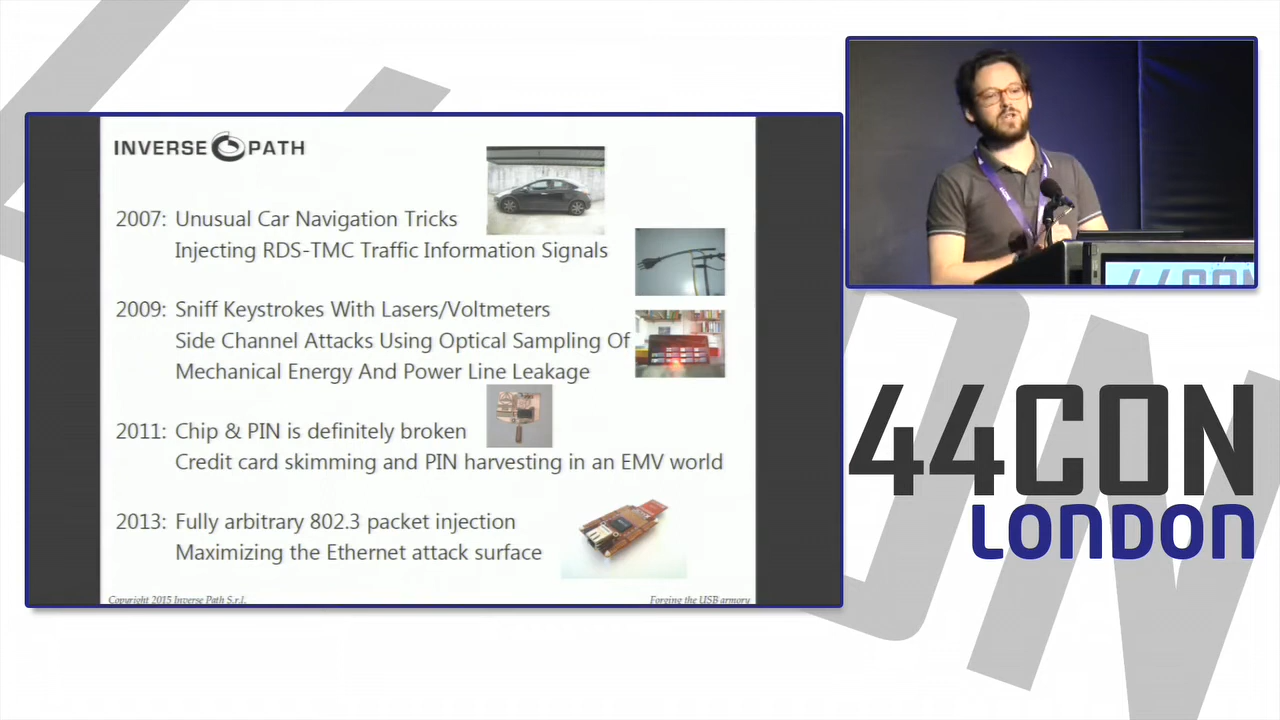 INVERSE PATH
2007: Unusual Car Navigation Tricks
Injecting RDS-TMC Traffic Information Signals
2009: Sniff Keystrokes With Lasers/Voltmeters
Side Channel Attacks Using Optical Sampling Of
Mechanical Energy And Power Line Leakage
2011: Chip & PIN is definitely broken
Credit card skimming and PIN harvesting in an EMV world
2013: Fully arbitrary 802.3 packet injection
Maximizing the Ethernet attack surface
Copyright 2015 Inverse Path S.r.l.
Forging the USB armory
44CON
44CON
LONDON